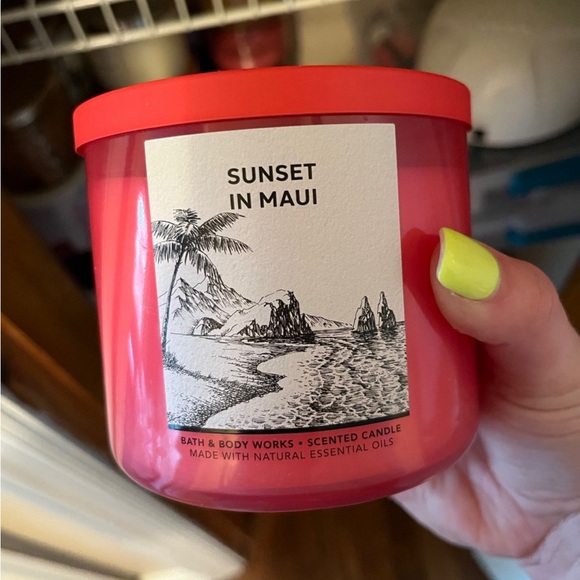 SUNSET
IN MAUI
BATH & BODY WORKS • SCENTED CANDLE
MADE WITH NATURAL ESSENTIAL OILS